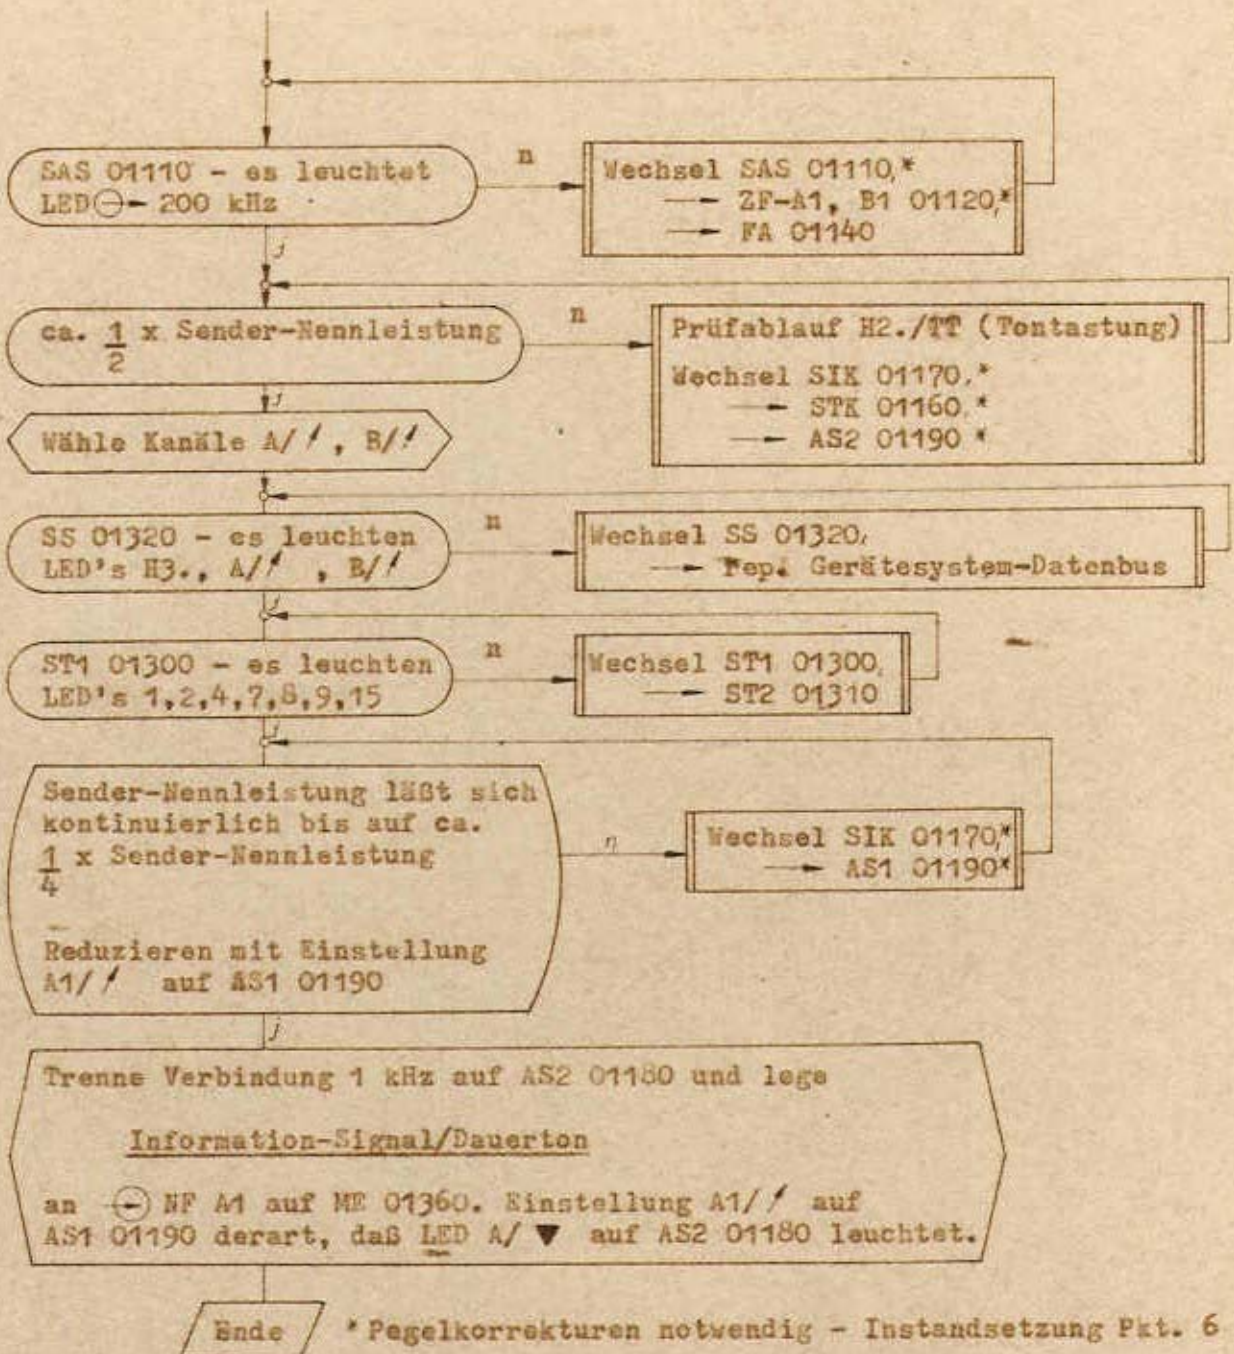 SAS 01110 - es leuchtet
LED ⊖→ 200 kHz
n
Wechsel SAS 01110,*
→ ZF-A1, B1 01120,*
→ FA 01140
j
ca. 1/2 x Sender-Nennleistung
n
Prüfablauf H2./TT (Tontastung)
Wechsel SIK 01170,*
→ STK 01160,*
→ AS2 01190 *
j
Wähle Kanäle A/ , B/
SS 01320 - es leuchten
LED's H3., A/ , B/
n
Wechsel SS 01320,
→ Rep. Gerätesystem-Datenbus
j
ST1 01300 - es leuchten
LED's 1,2,4,7,8,9,15
n
Wechsel ST1 01300,
→ ST2 01310
j
Sender-Nennleistung läßt sich
kontinuierlich bis auf ca.
1/4 x Sender-Nennleistung
Reduzieren mit Einstellung
A1/ auf AS1 01190
n
Wechsel SIK 01170,*
→ AS1 01190*
j
Trenne Verbindung 1 kHz auf AS2 01180 und lege
Information-Signal/Dauerton
an NF A1 auf ME 01360. Einstellung A1/ auf
AS1 01190 derart, daß LED A/ ▼ auf AS2 01180 leuchtet.
Ende
* Pegelkorrekturen notwendig - Instandsetzung Pkt. 6